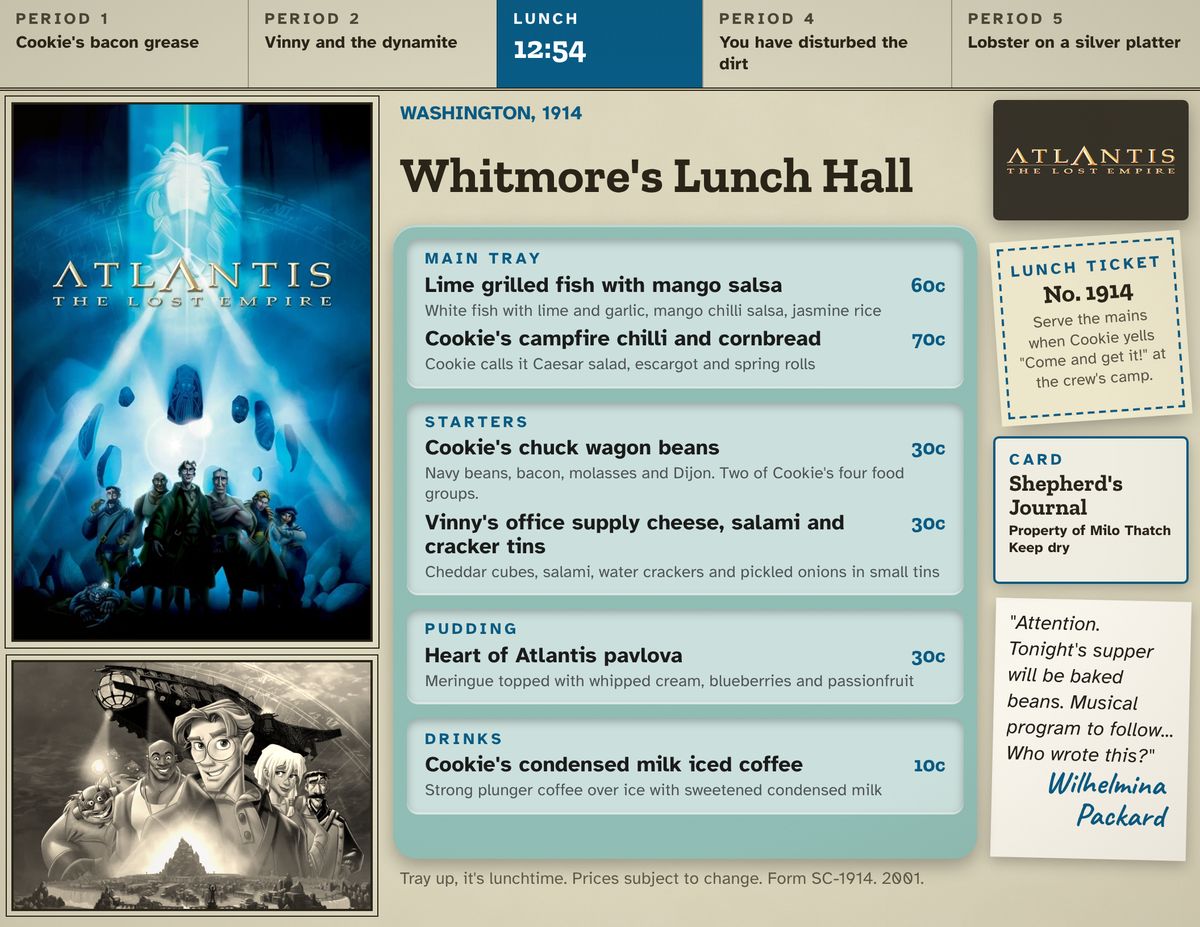 PERIOD 1
Cookie's bacon grease
PERIOD 2
Vinny and the dynamite
LUNCH
12:54
PERIOD 4
You have disturbed the
dirt
PERIOD 5
Lobster on a silver platter
ATLANTIS
THE LOST EMPIRE
WASHINGTON, 1914
Whitmore's Lunch Hall
MAIN TRAY
Lime grilled fish with mango salsa 60c
White fish with lime and garlic, mango chilli salsa, jasmine rice
Cookie's campfire chilli and cornbread 70c
Cookie calls it Caesar salad, escargot and spring rolls
STARTERS
Cookie's chuck wagon beans 30c
Navy beans, bacon, molasses and Dijon. Two of Cookie's four food
groups.
Vinny's office supply cheese, salami and 30c
cracker tins
Cheddar cubes, salami, water crackers and pickled onions in small tins
PUDDING
Heart of Atlantis pavlova 30c
Meringue topped with whipped cream, blueberries and passionfruit
DRINKS
Cookie's condensed milk iced coffee 10c
Strong plunger coffee over ice with sweetened condensed milk
Tray up, it's lunchtime. Prices subject to change. Form SC-1914. 2001.
ATLANTIS
THE LOST EMPIRE
LUNCH TICKET
No. 1914
Serve the mains
when Cookie yells
"Come and get it!" at
the crew's camp.
CARD
Shepherd's
Journal
Property of Milo Thatch
Keep dry
"Attention.
Tonight's supper
will be baked
beans. Musical
program to follow...
Who wrote this?"
Wilhelmina
Packard